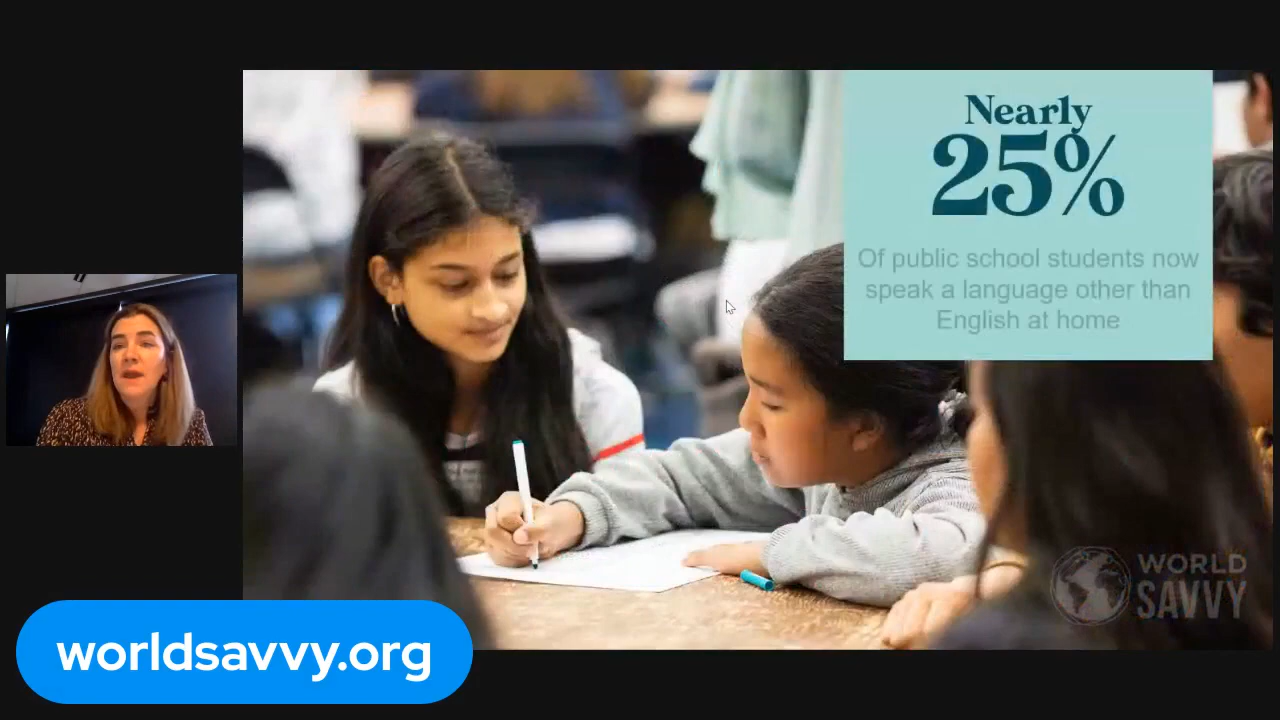 Nearly
25%
Of public school students now
speak a language other than
English at home
WORLD
SAVVY
worldsavvy.org